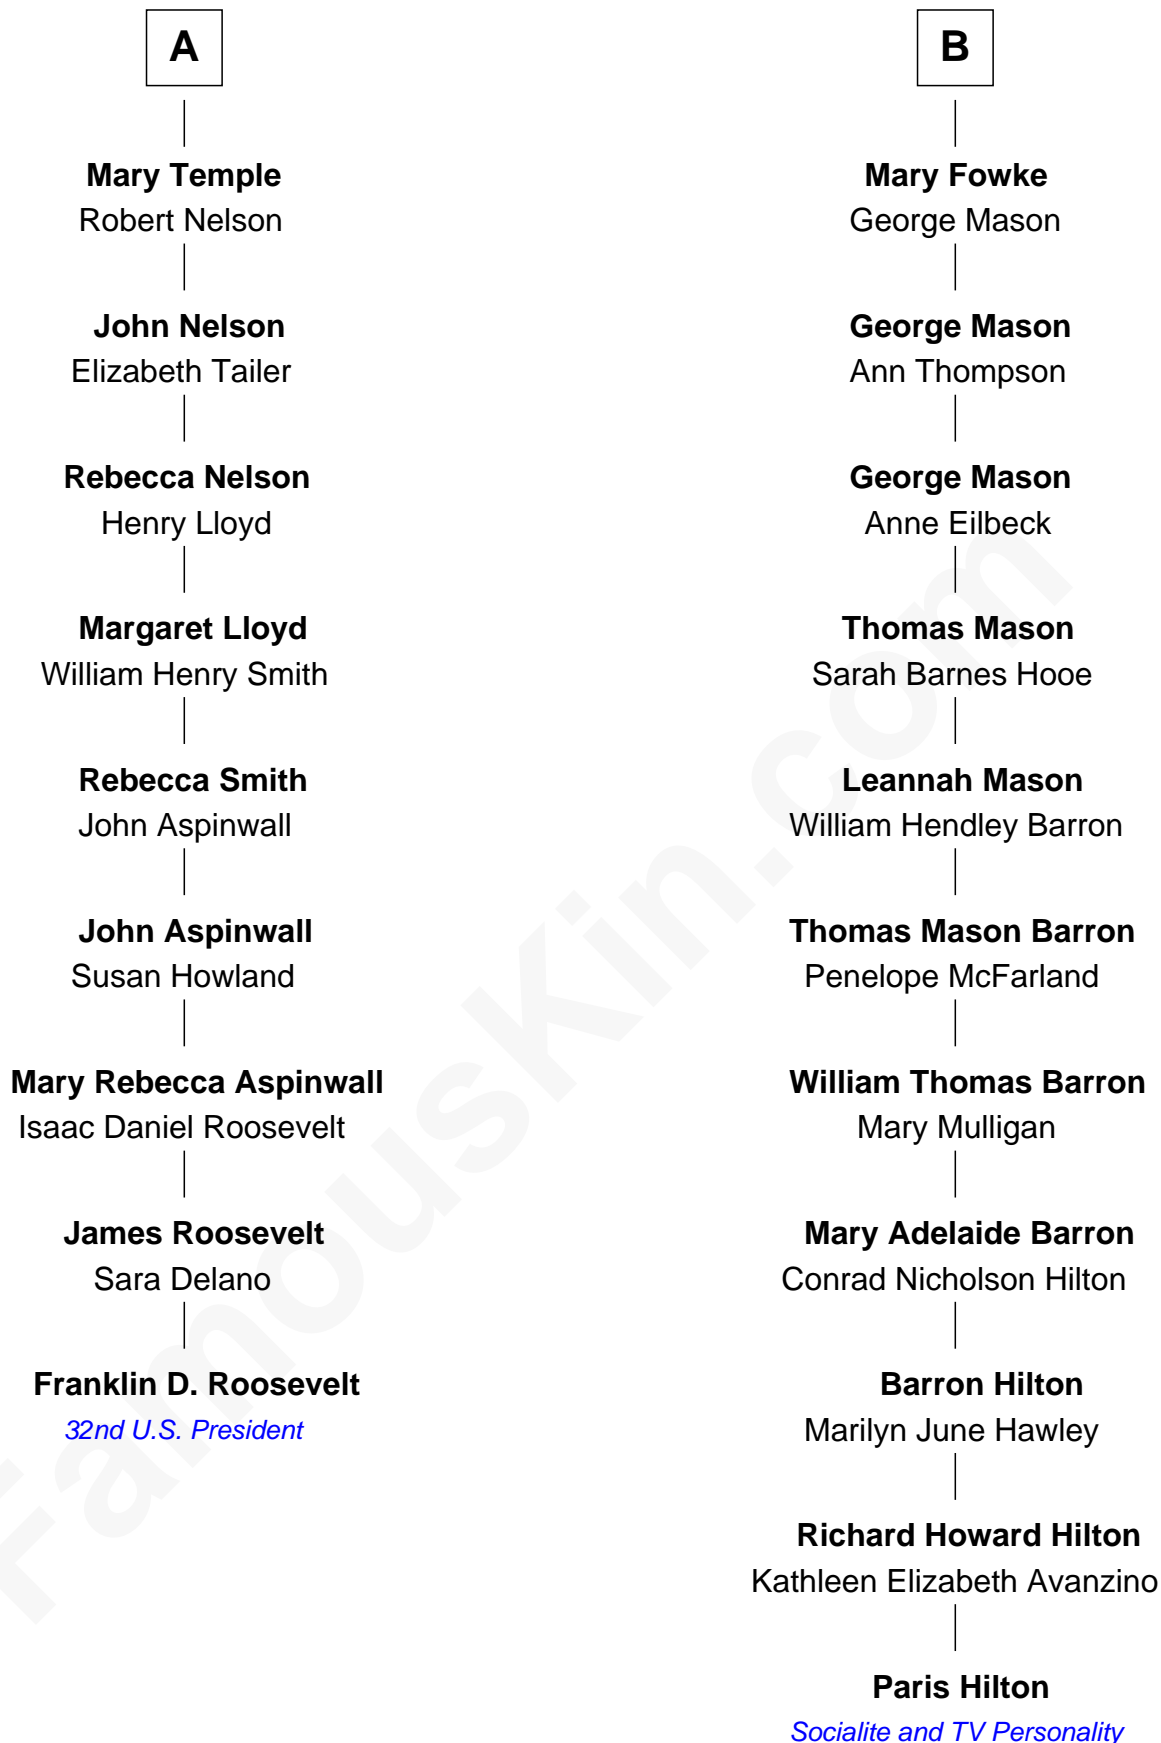 A
Mary Temple
Robert Nelson
John Nelson
Elizabeth Tailer
Rebecca Nelson
Henry Lloyd
Margaret Lloyd
William Henry Smith
Rebecca Smith
John Aspinwall
John Aspinwall
Susan Howland
Mary Rebecca Aspinwall
Isaac Daniel Roosevelt
James Roosevelt
Sara Delano
Franklin D. Roosevelt
32nd U.S. President
B
Mary Fowke
George Mason
George Mason
Ann Thompson
George Mason
Anne Eilbeck
Thomas Mason
Sarah Barnes Hooe
Leannah Mason
William Hendley Barron
Thomas Mason Barron
Penelope McFarland
William Thomas Barron
Mary Mulligan
Mary Adelaide Barron
Conrad Nicholson Hilton
Barron Hilton
Marilyn June Hawley
Richard Howard Hilton
Kathleen Elizabeth Avanzino
Paris Hilton
Socialite and TV Personality
FamousKin.com